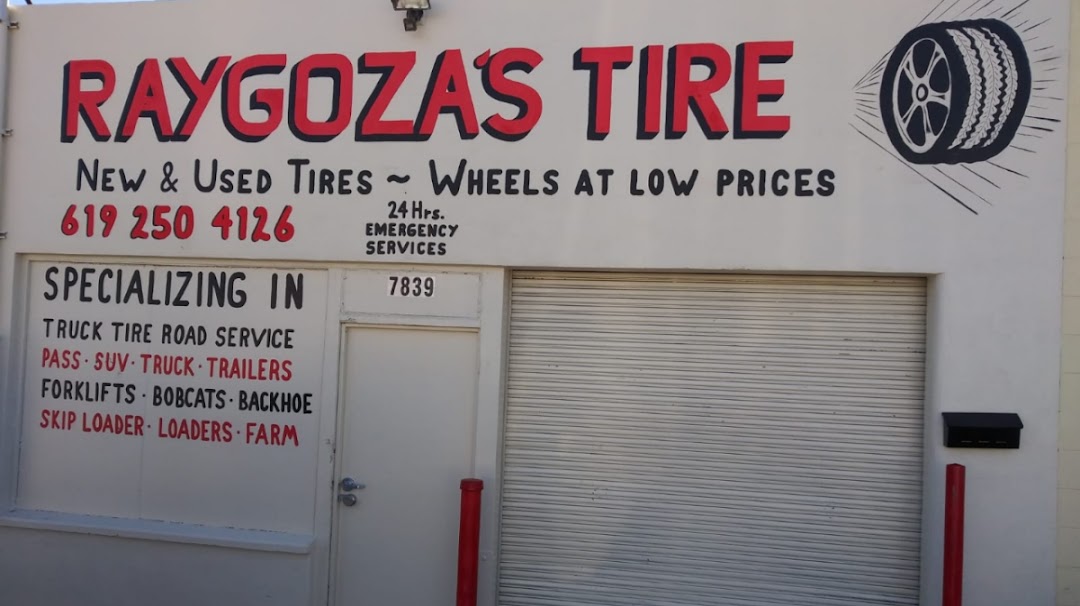 RAYGOZA'S TIRE
NEW & USED TIRES ~ WHEELS AT LOW PRICES
619 250 4126
24 Hrs.
EMERGENCY
SERVICES
7839
SPECIALIZING IN
TRUCK TIRE ROAD SERVICE
PASS · SUV · TRUCK · TRAILERS
FORKLIFTS · BOBCATS · BACKHOE
SKIP LOADER · LOADERS · FARM